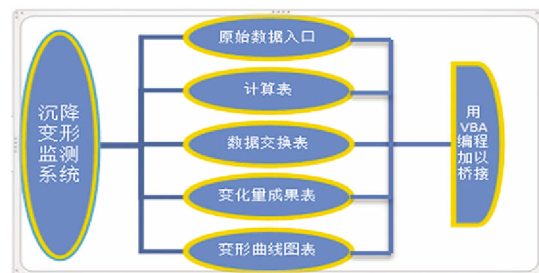 沉降
变形
监测
系统
原始数据入口
计算表
数据交换表
变化量成果表
变形曲线图表
用
VBA
编程
加以
桥接